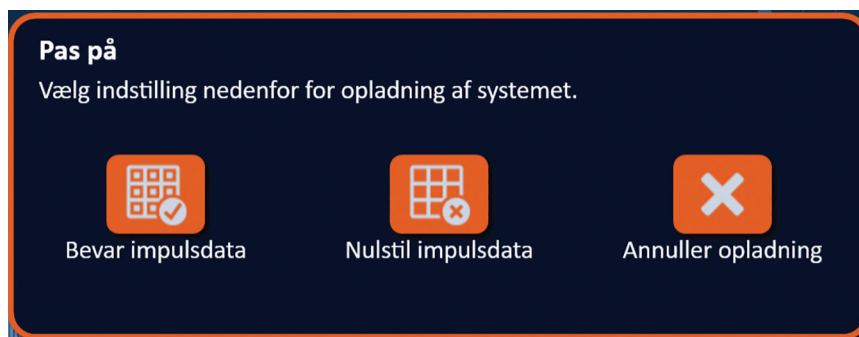 Pas på
Vælg indstilling nedenfor for opladning af systemet.
Bevar impulsdata
Nulstil impulsdata
Annuller opladning